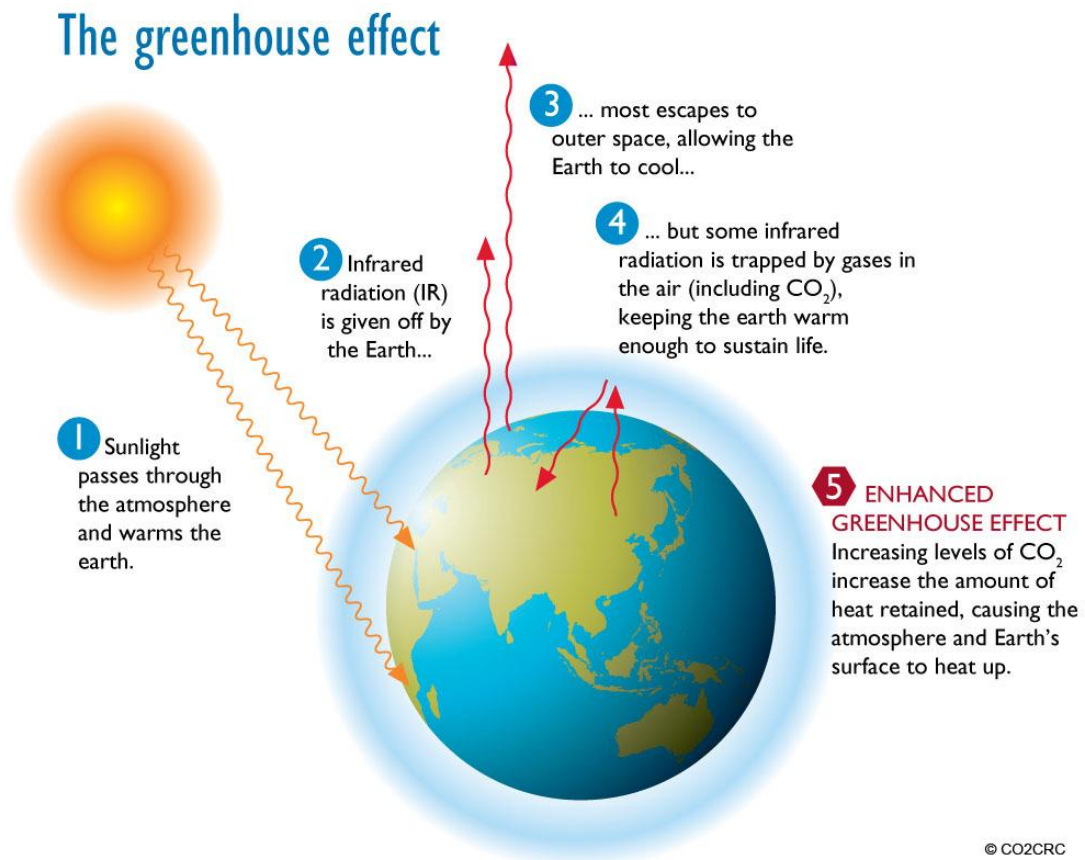 The greenhouse effect
1 Sunlight
passes through
the atmosphere
and warms the
earth.
2 Infrared
radiation (IR)
is given off by
the Earth...
3 ... most escapes to
outer space, allowing the
Earth to cool...
4 ... but some infrared
radiation is trapped by gases in
the air (including CO₂),
keeping the earth warm
enough to sustain life.
5 ENHANCED
GREENHOUSE EFFECT
Increasing levels of CO₂
increase the amount of
heat retained, causing the
atmosphere and Earth's
surface to heat up.
© CO2CRC